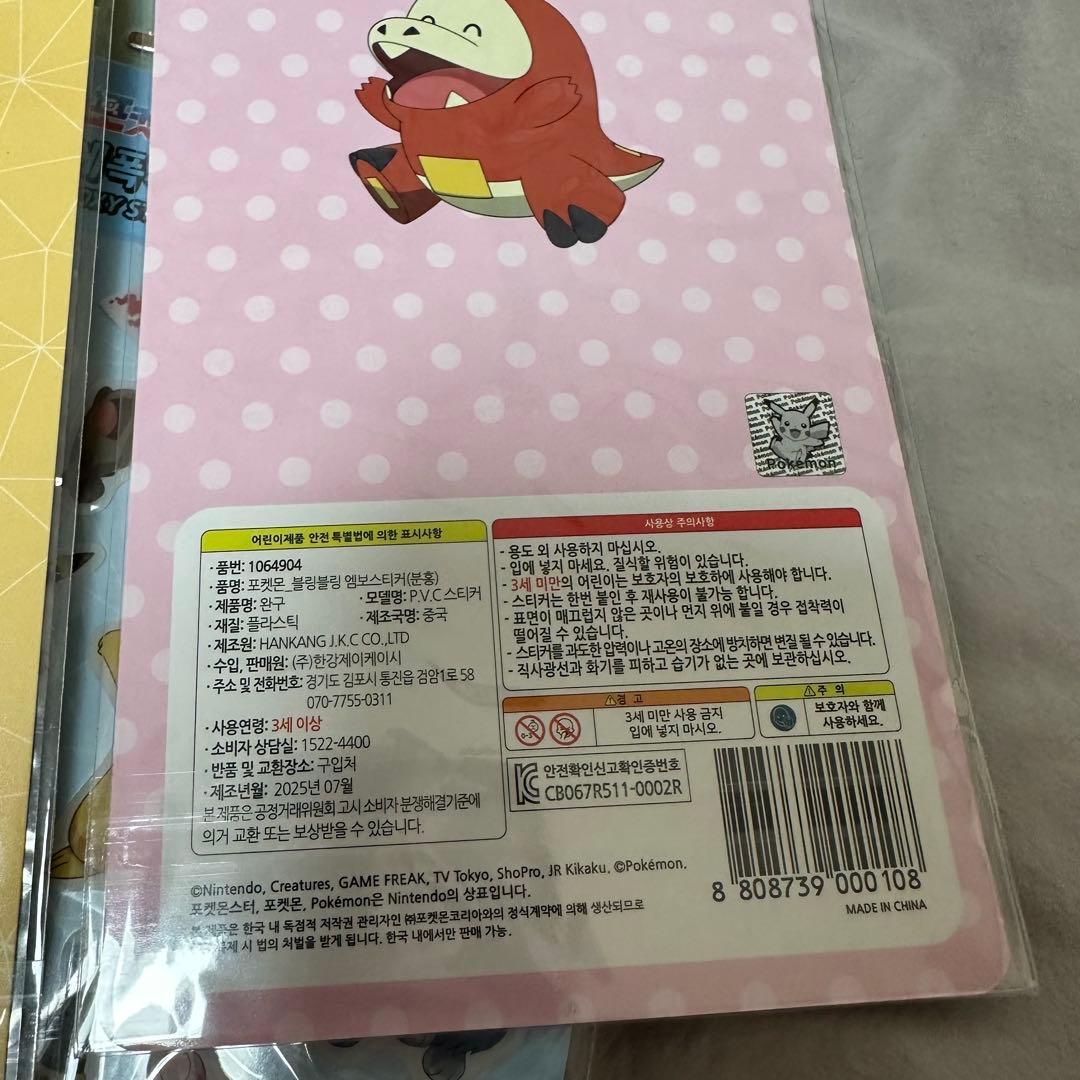 Pokémon
어린이제품 안전 특별법에 의한 표시사항
· 품번: 1064904
· 품명: 포켓몬_블링블링 엠보스티커(분홍)
· 제품명: 완구 · 모델명: P.V.C 스티커
· 재질: 플라스틱 · 제조국명: 중국
· 제조원: HANKANG J.K.C CO.,LTD
· 수입, 판매원: (주)한강제이케이시
· 주소 및 전화번호: 경기도 김포시 통진읍 검암1로 58
070-7755-0311
· 사용연령: 3세 이상
· 소비자 상담실: 1522-4400
· 반품 및 교환장소: 구입처
· 제조년월: 2025년 07월
본 제품은 공정거래위원회 고시 소비자 분쟁해결기준에
의거 교환 또는 보상받을 수 있습니다.
사용상 주의사항
- 용도 외 사용하지 마십시오.
- 입에 넣지 마세요. 질식할 위험이 있습니다.
- 3세 미만의 어린이는 보호자의 보호하에 사용해야 합니다.
- 스티커는 한번 붙인 후 재사용이 불가능 합니다.
- 표면이 매끄럽지 않은 곳이나 먼지 위에 붙일 경우 접착력이
떨어질 수 있습니다.
- 스티커를 과도한 압력이나 고온의 장소에 방치하면 변질 될 수 있습니다.
- 직사광선과 화기를 피하고 습기가 없는 곳에 보관하십시오.
⚠경 고
0-3
3세 미만 사용 금지
입에 넣지 마시오.
⚠주 의
보호자와 함께
사용하세요.
KC 안전확인신고확인증번호
CB067R511-0002R
8 808739 000108
MADE IN CHINA
©Nintendo, Creatures, GAME FREAK, TV Tokyo, ShoPro, JR Kikaku. ©Pokémon.
포켓몬스터, 포켓몬, Pokémon은 Nintendo의 상표입니다.
본 제품은 한국 내 독점적 저작권 관리자인 ㈜포켓몬코리아와의 정식계약에 의해 생산되므로
시 법의 처벌을 받게 됩니다. 한국 내에서만 판매 가능.